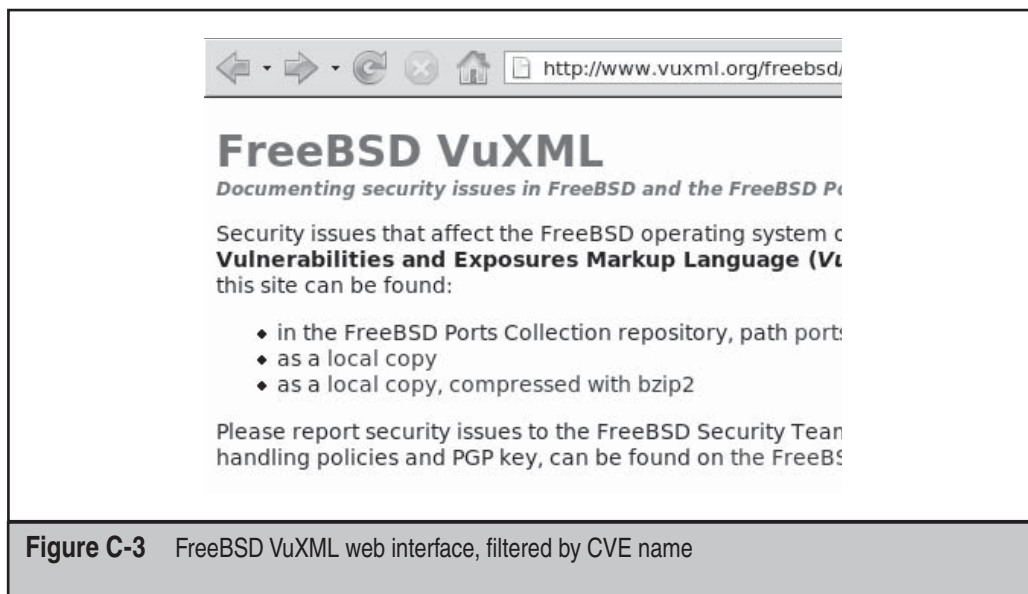 http://www.vuxml.org/freebsd/
FreeBSD VuXML
Documenting security issues in FreeBSD and the FreeBSD
Security issues that affect the FreeBSD operating system
Vulnerabilities and Exposures Markup Language (
this site can be found:
in the FreeBSD Ports Collection repository, path ports
as a local copy
as a local copy, compressed with bzip2
Please report security issues to the FreeBSD Security
handling policies and PGP key, can be found on the
Figure C-3 FreeBSD VuXML web interface, filtered by CVE name